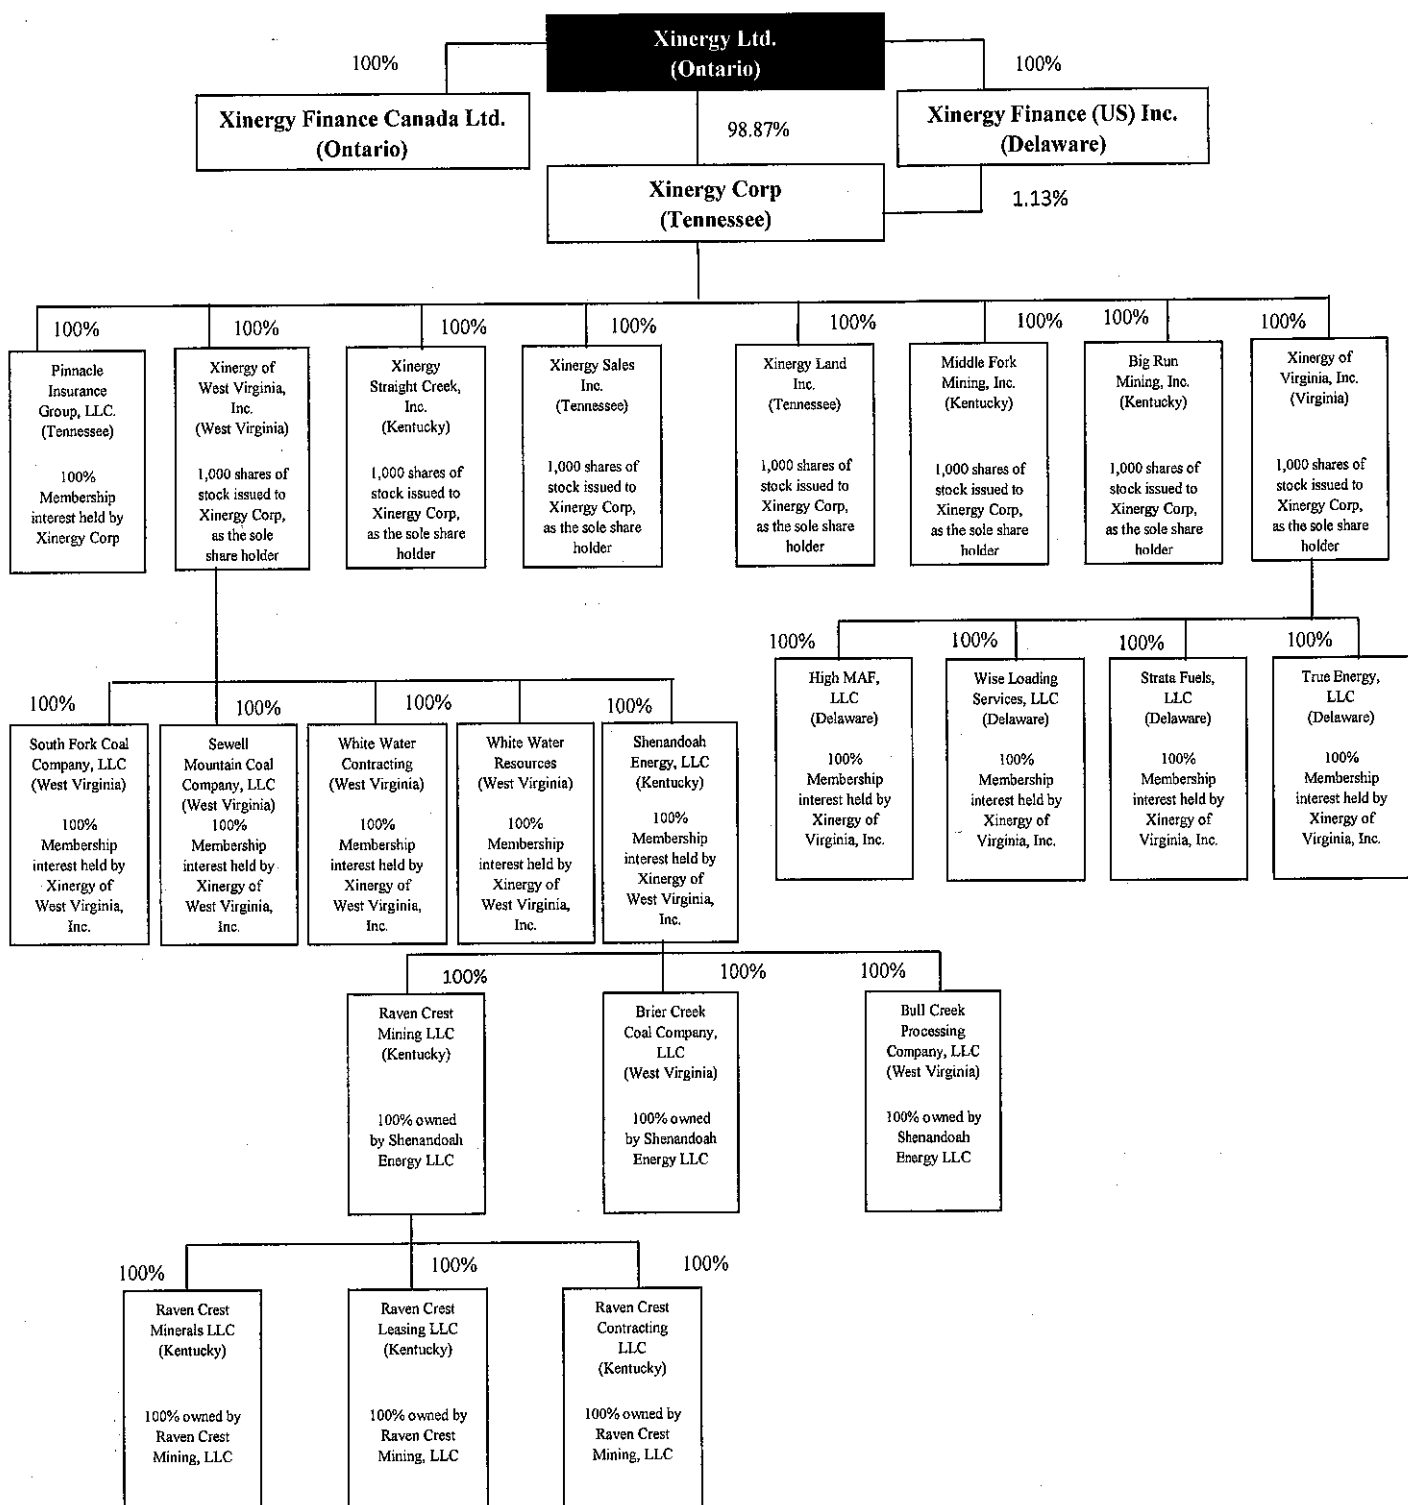 Xinergy Ltd.
(Ontario)
100%
100%
Xinergy Finance Canada Ltd.
(Ontario)
98.87%
Xinergy Finance (US) Inc.
(Delaware)
Xinergy Corp
(Tennessee)
1.13%
100%
Pinnacle
Insurance
Group, LLC.
(Tennessee)
100%
Membership
interest held by
Xinergy Corp
100%
Xinergy of
West Virginia,
Inc.
(West Virginia)
1,000 shares of
stock issued to
Xinergy Corp,
as the sole
share holder
100%
Xinergy
Straight Creek,
Inc.
(Kentucky)
1,000 shares of
stock issued to
Xinergy Corp,
as the sole share
holder
100%
Xinergy Sales
Inc.
(Tennessee)
1,000 shares of
stock issued to
Xinergy Corp,
as the sole share
holder
100%
Xinergy Land
Inc.
(Tennessee)
1,000 shares of
stock issued to
Xinergy Corp,
as the sole share
holder
100%
Middle Fork
Mining, Inc.
(Kentucky)
1,000 shares of
stock issued to
Xinergy Corp,
as the sole share
holder
100%
Big Run
Mining, Inc.
(Kentucky)
1,000 shares of
stock issued to
Xinergy Corp,
as the sole share
holder
100%
Xinergy of
Virginia, Inc.
(Virginia)
1,000 shares of
stock issued to
Xinergy Corp,
as the sole share
holder
100%
High MAF,
LLC
(Delaware)
100%
Membership
interest held by
Xinergy of
Virginia, Inc.
100%
Wise Loading
Services, LLC
(Delaware)
100%
Membership
interest held by
Xinergy of
Virginia, Inc.
100%
Strata Fuels,
LLC
(Delaware)
100%
Membership
interest held by
Xinergy of
Virginia, Inc.
100%
True Energy,
LLC
(Delaware)
100%
Membership
interest held by
Xinergy of
Virginia, Inc.
100%
South Fork Coal
Company, LLC
(West Virginia)
100%
Membership
interest held by
Xinergy of
West Virginia,
Inc.
100%
Sewell
Mountain Coal
Company, LLC
(West Virginia)
100%
Membership
interest held by
Xinergy of
West Virginia,
Inc.
100%
White Water
Contracting
(West Virginia)
100%
Membership
interest held by
Xinergy of
West Virginia,
Inc.
100%
White Water
Resources
(West Virginia)
100%
Membership
interest held by
Xinergy of
West Virginia,
Inc.
100%
Shenandoah
Energy, LLC
(Kentucky)
100%
Membership
interest held by
Xinergy of
West Virginia,
Inc.
100%
Raven Crest
Mining LLC
(Kentucky)
100% owned
by Shenandoah
Energy LLC
100%
Brier Creek
Coal Company,
LLC
(West Virginia)
100% owned
by Shenandoah
Energy LLC
100%
Bull Creek
Processing
Company, LLC
(West Virginia)
100% owned by
Shenandoah
Energy LLC
100%
Raven Crest
Minerals LLC
(Kentucky)
100% owned by
Raven Crest
Mining, LLC
100%
Raven Crest
Leasing LLC
(Kentucky)
100% owned by
Raven Crest
Mining, LLC
100%
Raven Crest
Contracting
LLC
(Kentucky)
100% owned by
Raven Crest
Mining, LLC